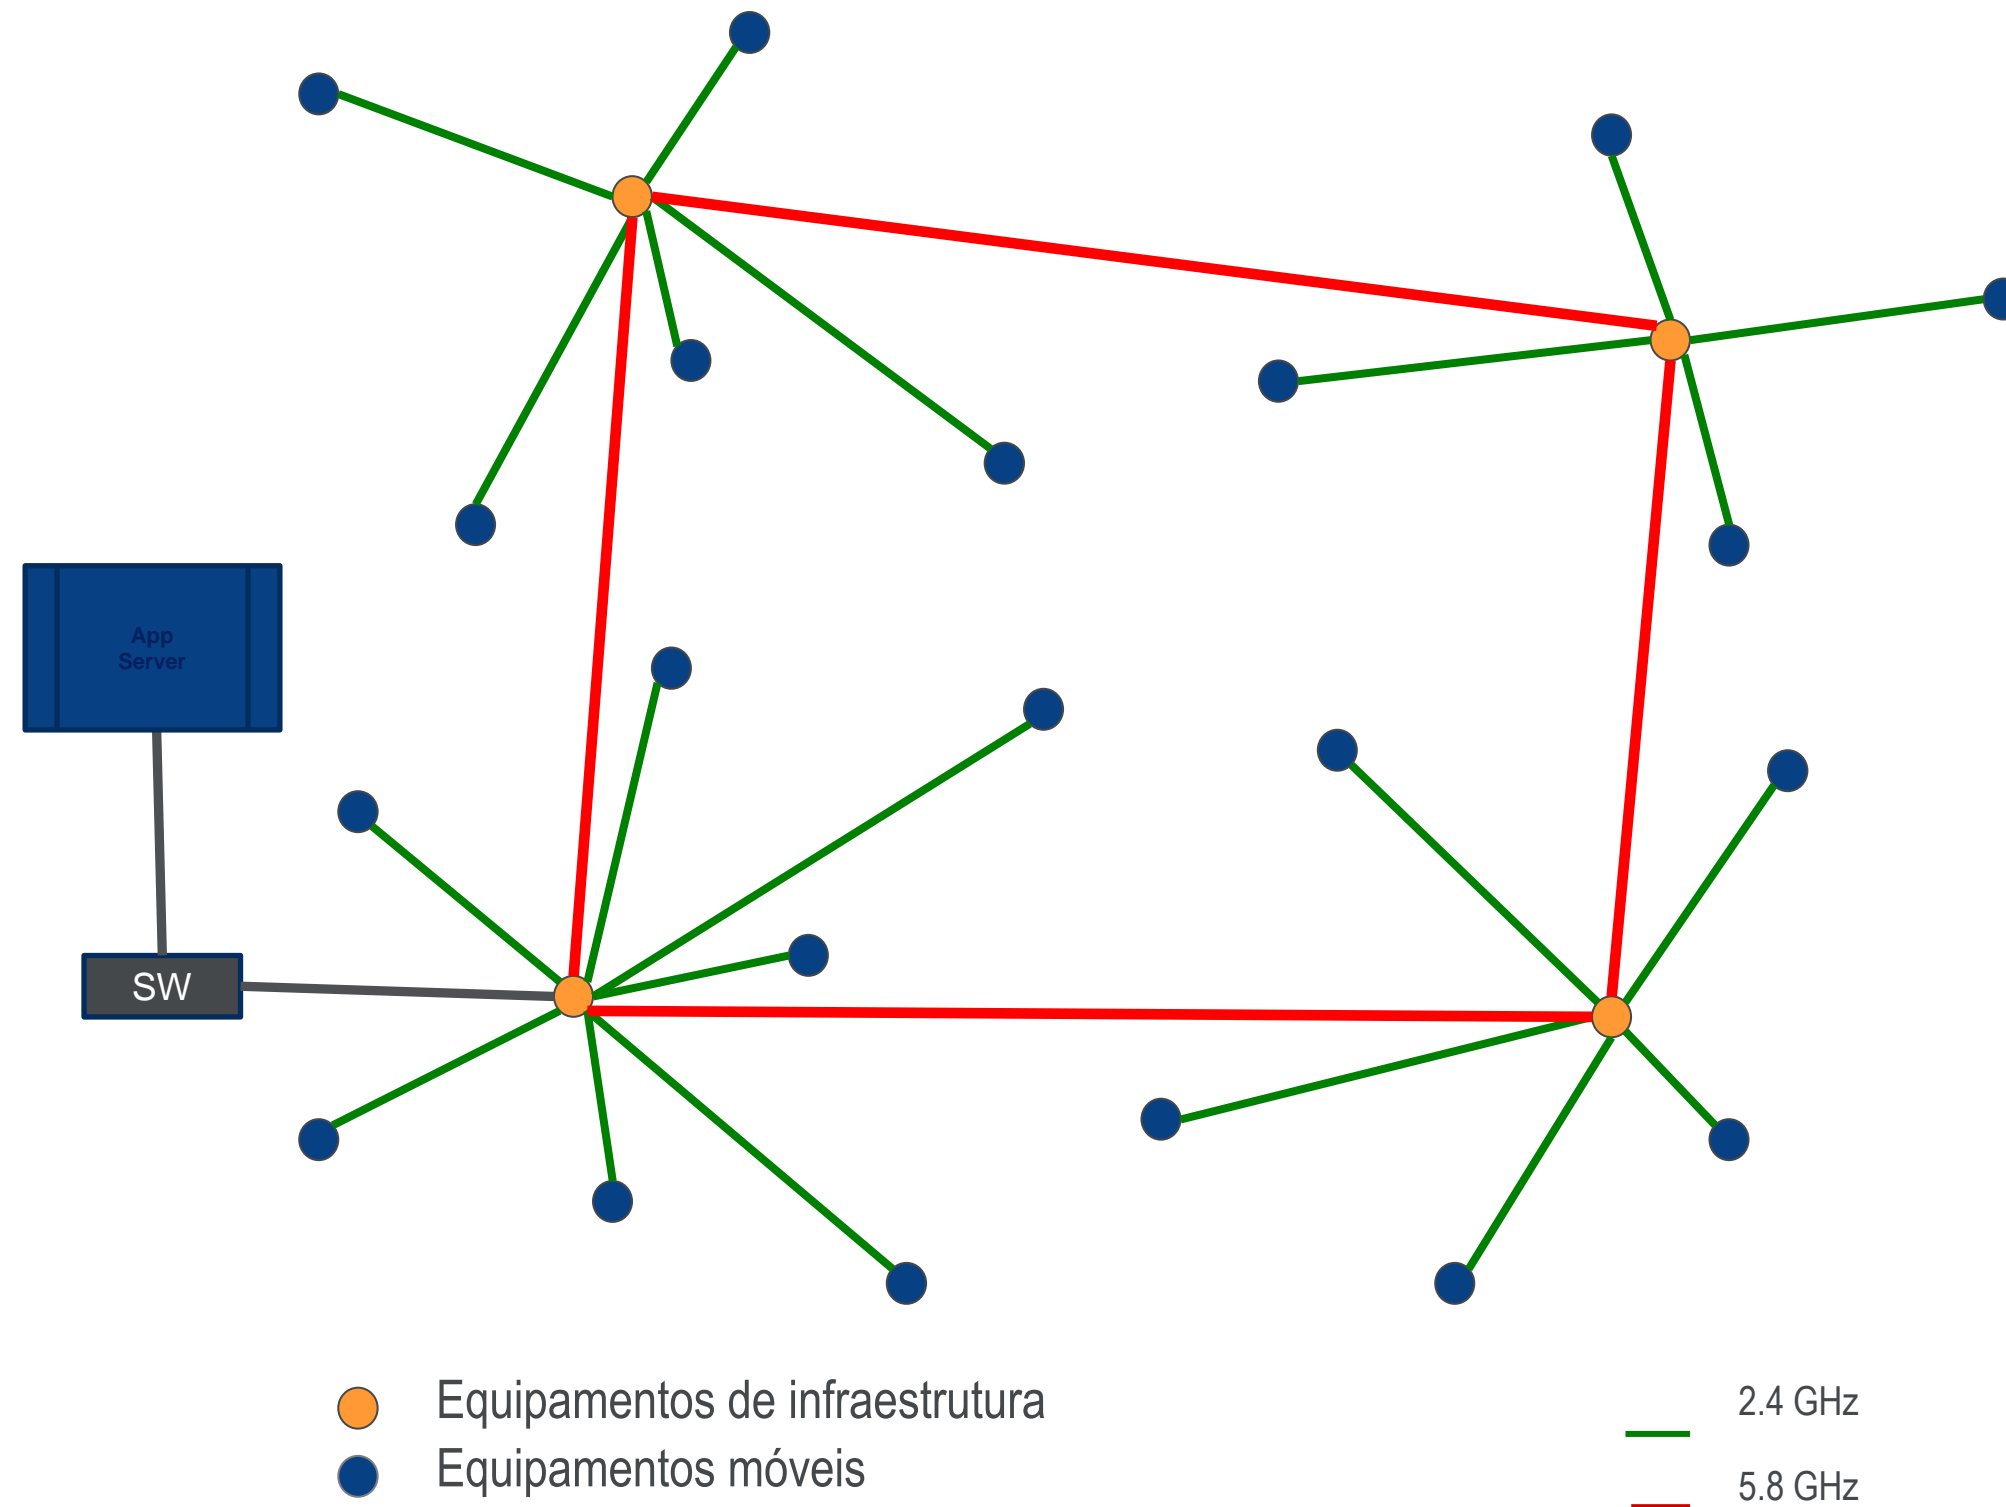 App
Server
SW
Equipamentos de infraestrutura
2.4 GHz
Equipamentos móveis
5.8 GHz